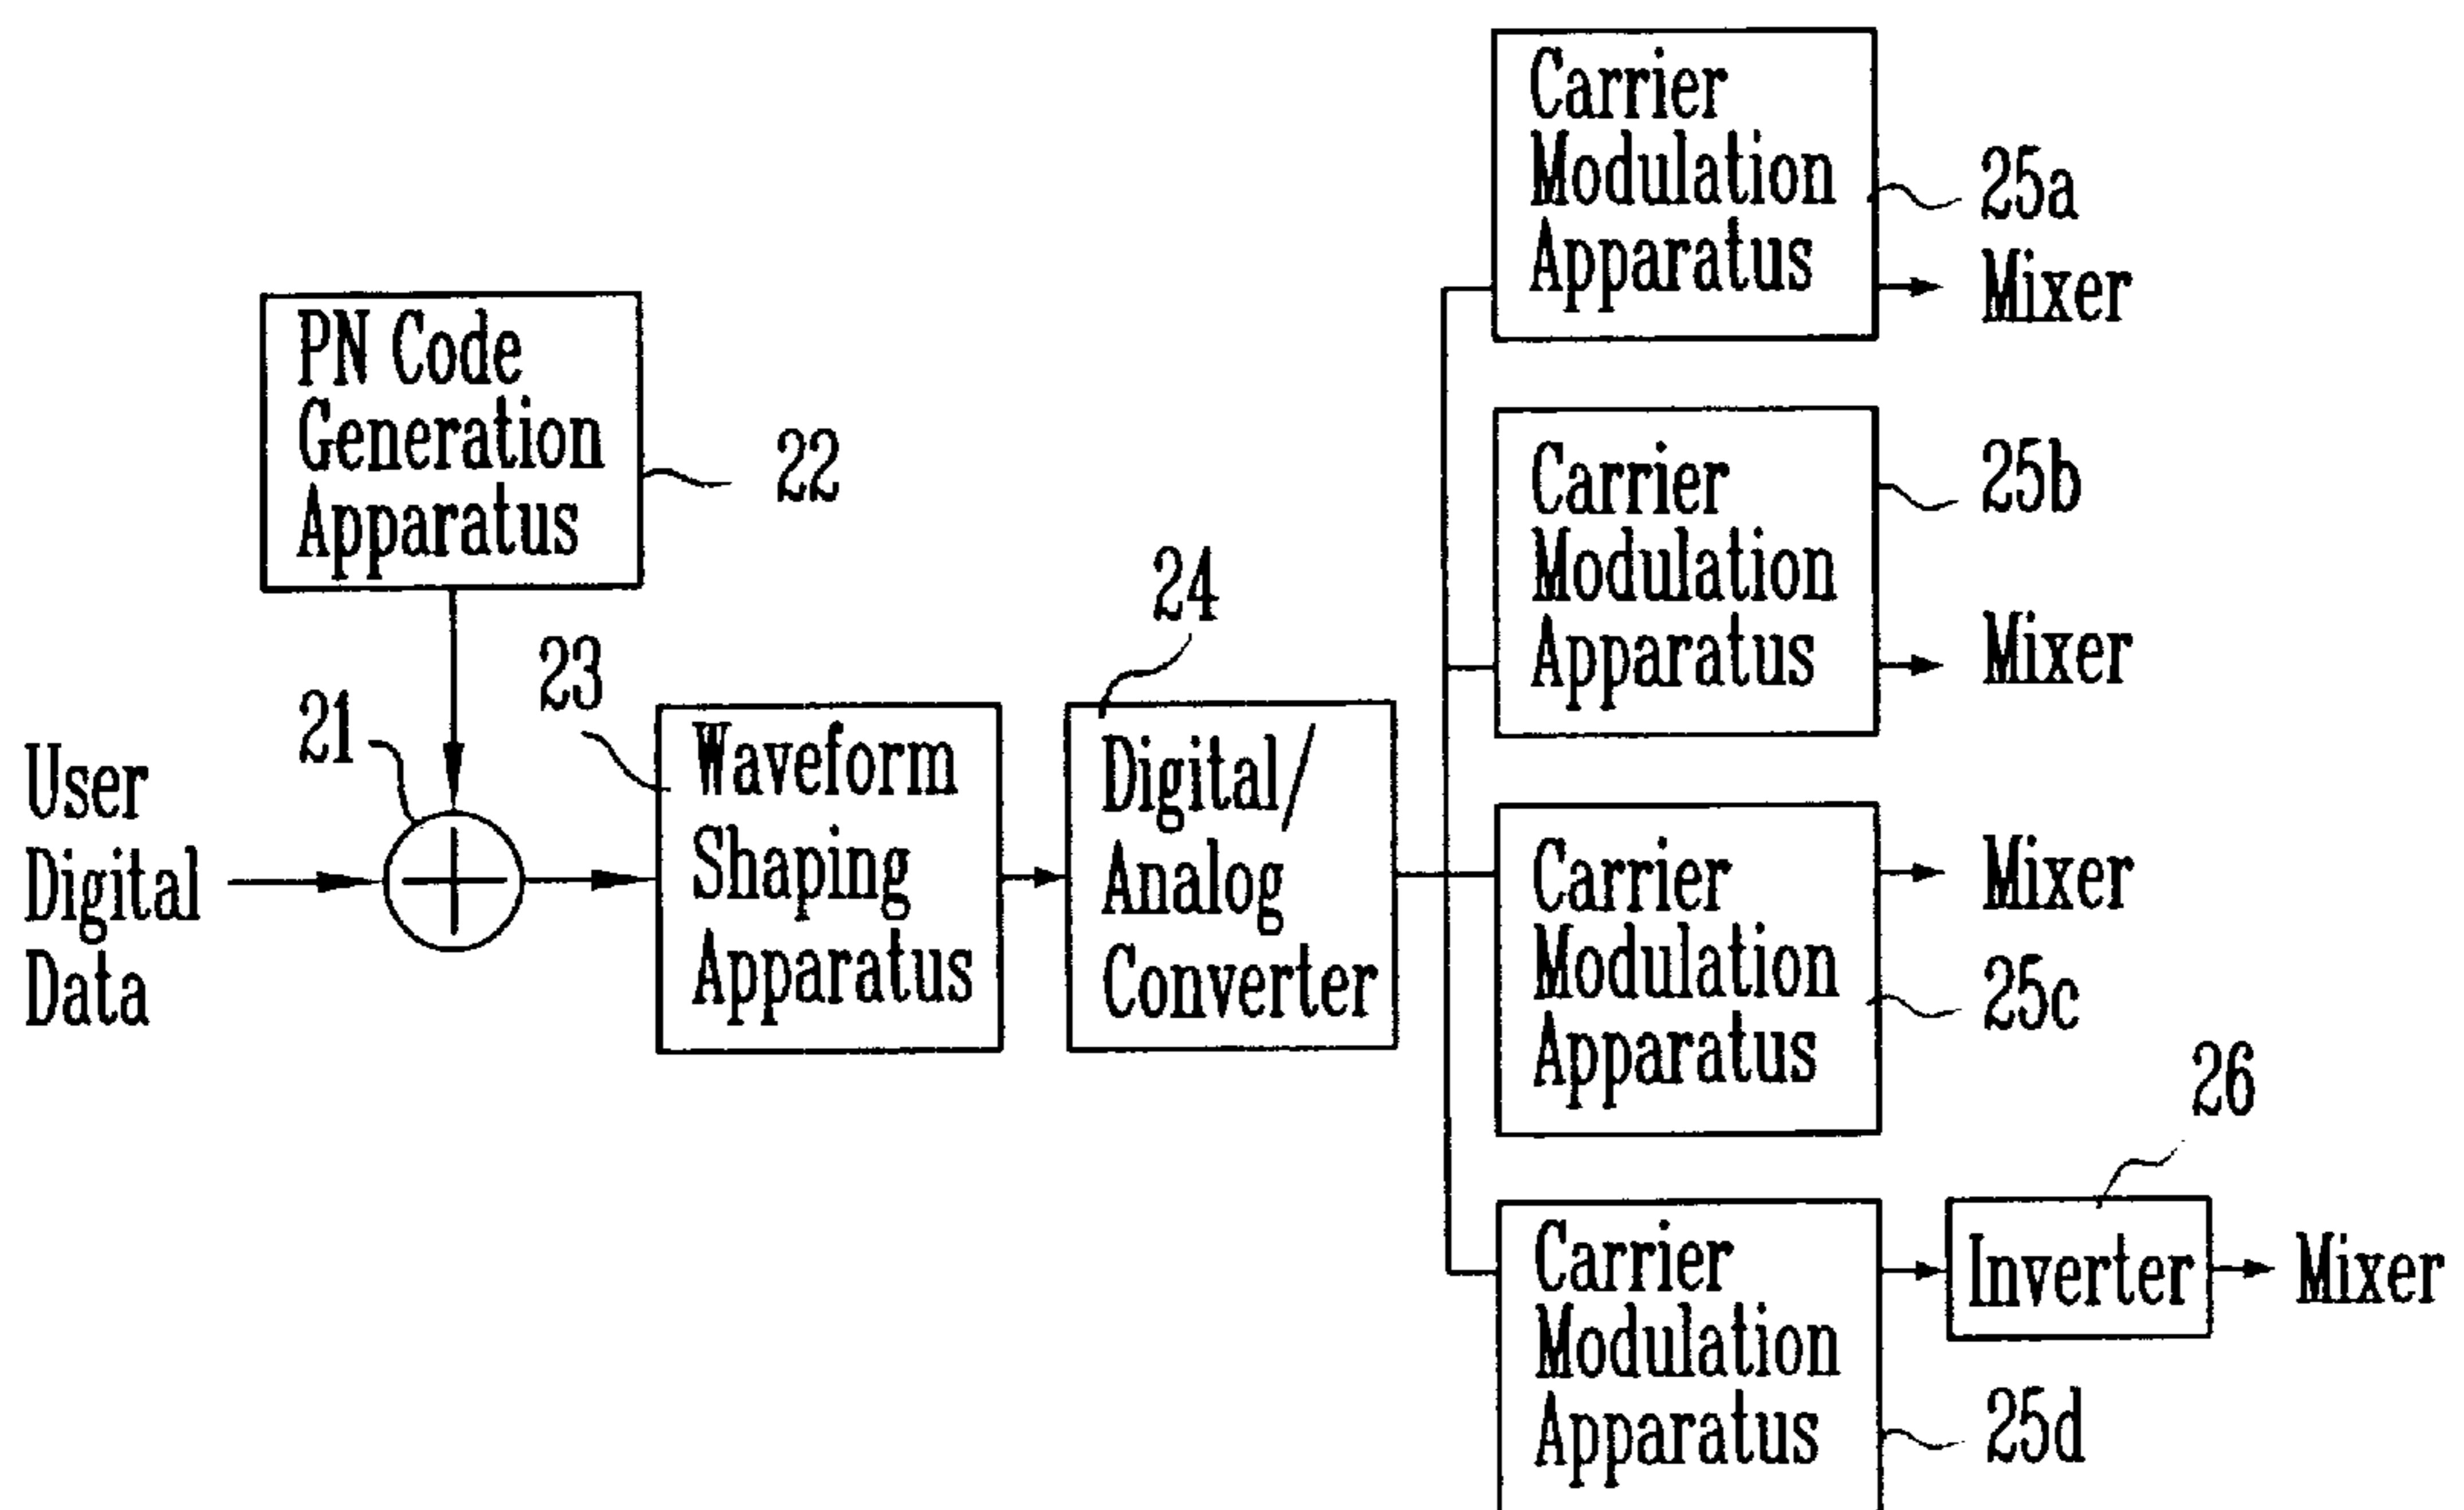 Carrier
Modulation
Apparatus
25a
Mixer
PN Code
Generation
Apparatus
22
Carrier
Modulation
Apparatus
25b
Mixer
User
Digital
Data
21
23
Waveform
Shaping
Apparatus
24
Digital/
Analog
Converter
Carrier
Modulation
Apparatus
Mixer
25c
Carrier
Modulation
Apparatus
25d
26
Inverter
Mixer